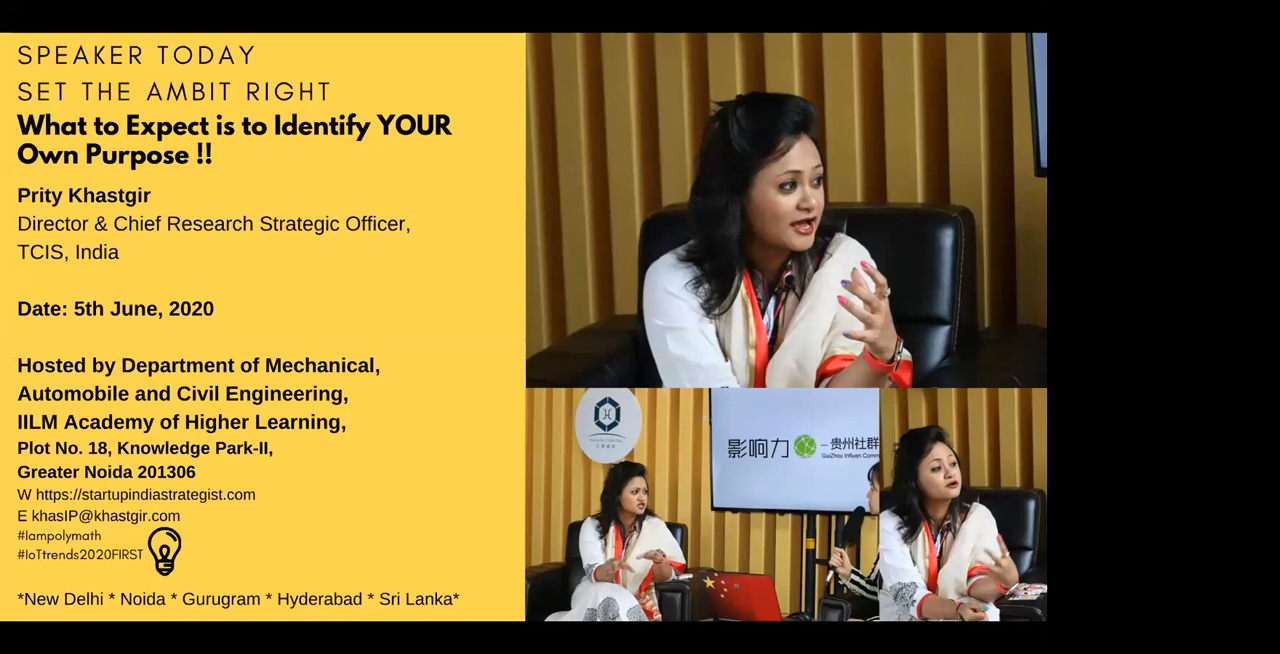 SPEAKER TODAY
SET THE AMBIT RIGHT
What to Expect is to Identify YOUR
Own Purpose !!
Prity Khastgir
Director & Chief Research Strategic Officer,
TCIS, India
Date: 5th June, 2020
Hosted by Department of Mechanical,
Automobile and Civil Engineering,
IILM Academy of Higher Learning,
Plot No. 18, Knowledge Park-II,
Greater Noida 201306
W https://startupindiastrategist.com
E khasIP@khastgir.com
#Iampolymath
#IoTtrends2020FIRST
*New Delhi * Noida * Gurugram * Hyderabad * Sri Lanka*
影响力
贵州社群
GuiZhou Influen Comm